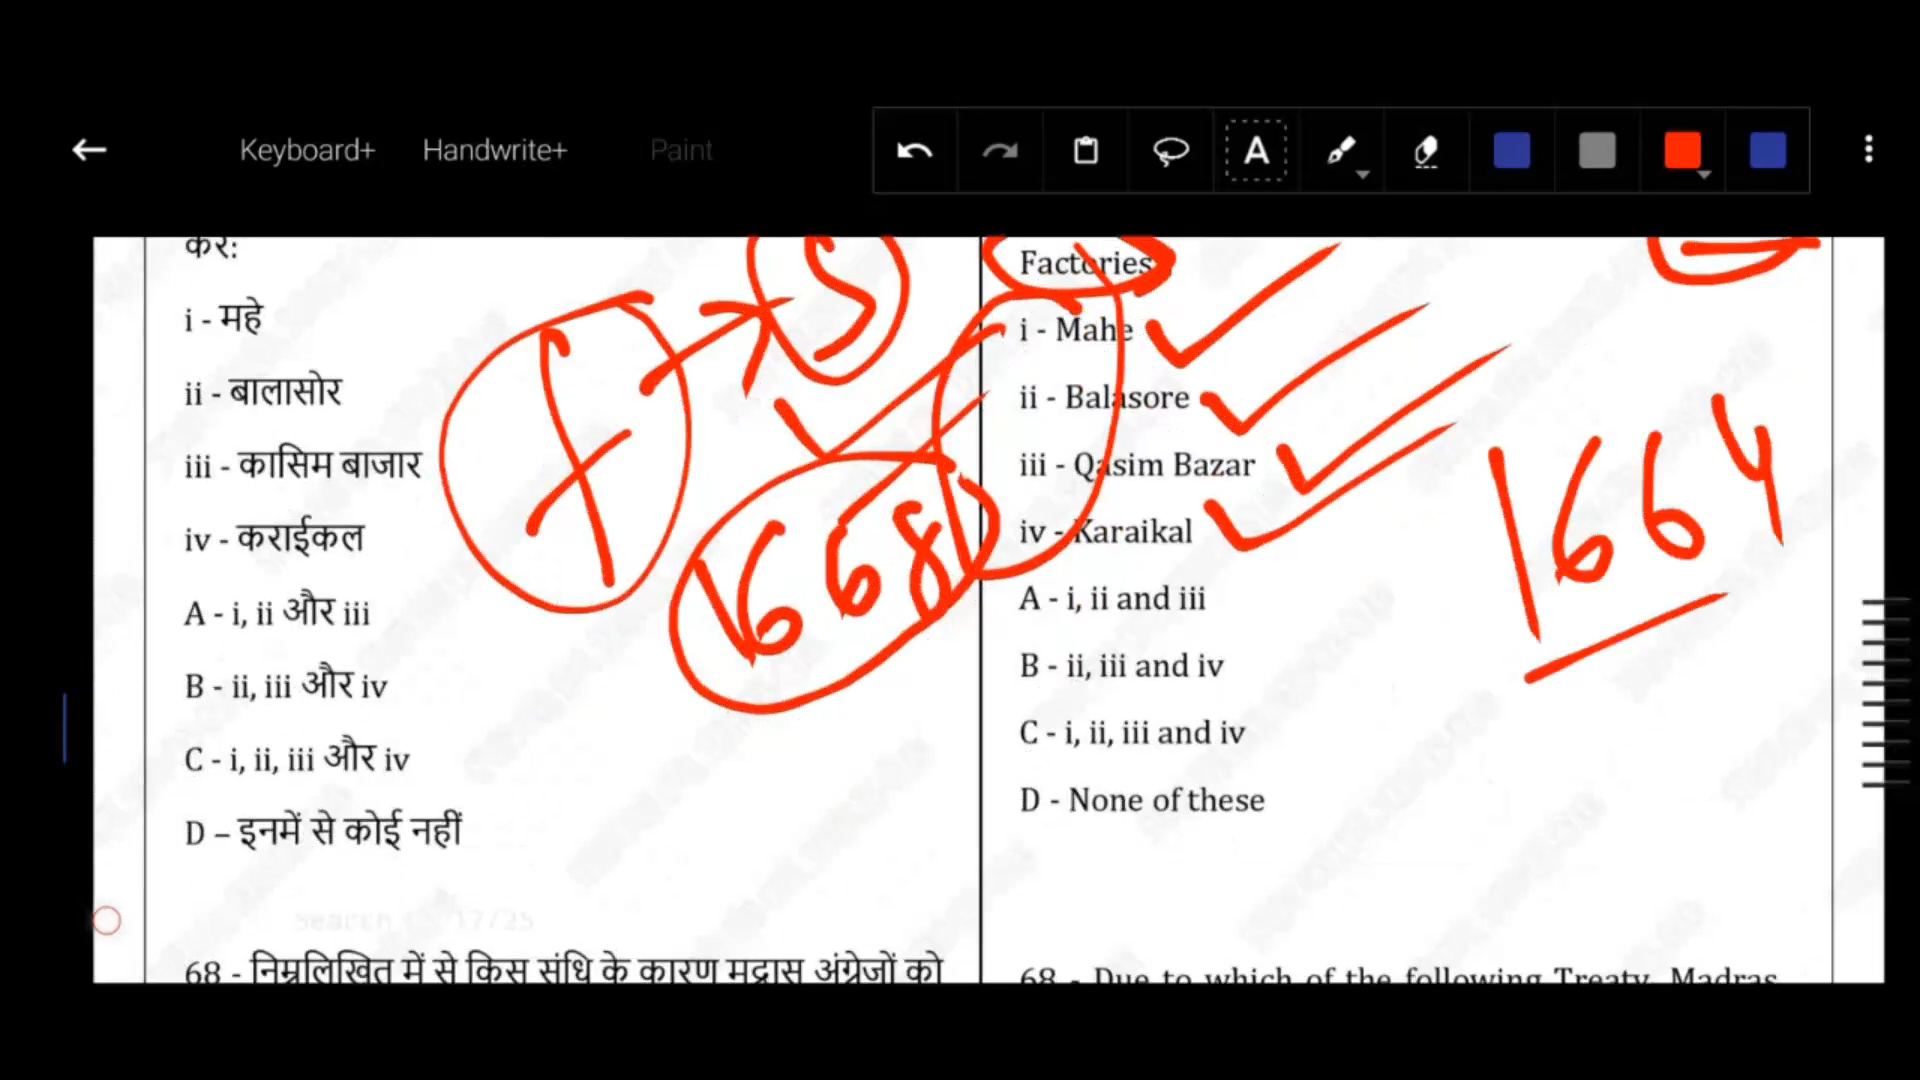 Keyboard+ Handwrite+ Paint
A
करें:
i - महे
ii - बालासोर
iii - कासिम बाजार
iv - कराईकल
A - i, ii और iii
B - ii, iii और iv
C - i, ii, iii और iv
D – इनमें से कोई नहीं
Search 17/25
68 - निम्नलिखित में से किस संधि के कारण मद्रास अंग्रेजों को
f
S
1668
Factories
i - Mahe
ii - Balasore
iii - Qasim Bazar
iv - Karaikal
A - i, ii and iii
B - ii, iii and iv
C - i, ii, iii and iv
D - None of these
1664
68 - Due to which of the following Treaty, Madras